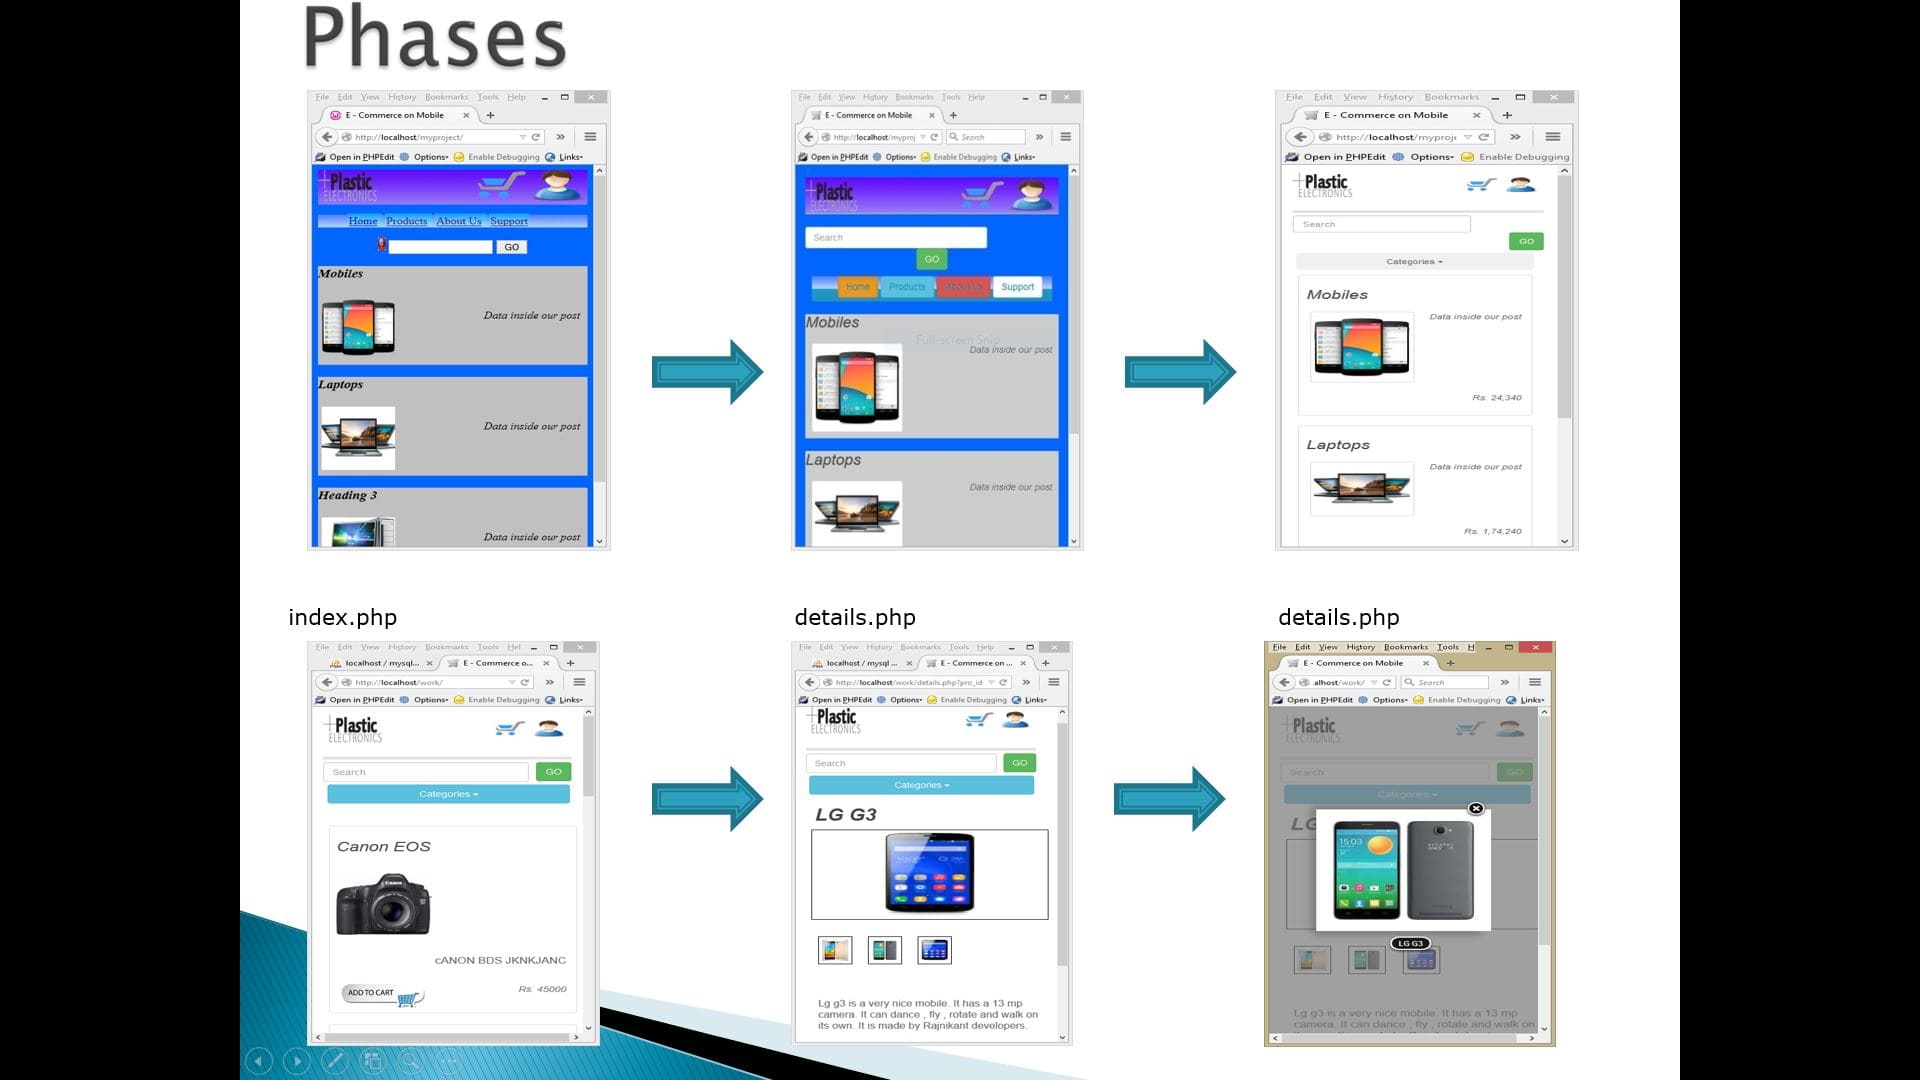 Phases
File Edit View History Bookmarks Tools Help
E - Commerce on Mobile
http://localhost/myproject/
Open in PHPEdit Options Enable Debugging Links
Plastic
ELECTRONICS
Home Products About Us Support
GO
Mobiles
Data inside our post
Laptops
Data inside our post
Heading 3
Data inside our post
File Edit View History Bookmarks Tools Help
E - Commerce on Mobile
http://localhost/myproj Search
Open in PHPEdit Options Enable Debugging Links
Plastic
ELECTRONICS
Search
GO
Home Products About Us Support
Mobiles
Full-screen Snip
Data inside our post
Laptops
Data inside our post
File Edit View History Bookmarks
E - Commerce on Mobile
http://localhost/myproje
Open in PHPEdit Options Enable Debugging
Plastic
ELECTRONICS
Search
GO
Categories
Mobiles
Data inside our post
Rs. 24,340
Laptops
Data inside our post
Rs. 1,74,240
index.php
File Edit View History Bookmarks Tools Hel
localhost / mysql... E - Commerce o...
http://localhost/work/
Open in PHPEdit Options Enable Debugging Links
Plastic
ELECTRONICS
Search GO
Categories
Canon EOS
Canon
cANON BDS JKNKJANC
ADD TO CART
Rs. 45000
details.php
File Edit View History Bookmarks Tools Help
localhost / mysql ... E - Commerce on ...
http://localhost/work/details.php?pro_id
Open in PHPEdit Options Enable Debugging Links
Plastic
ELECTRONICS
Search GO
Categories
LG G3
Lg g3 is a very nice mobile. It has a 13 mp
camera. It can dance , fly , rotate and walk on
its own. It is made by Rajnikant developers.
details.php
File Edit View History Bookmarks Tools H
E - Commerce on Mobile
alhost/work/ Search
Open in PHPEdit Options Enable Debugging Links
Plastic
ELECTRONICS
Search GO
Categories
LG
15:03
LG G3
Lg g3 is a very nice mobile. It has a 13 mp
camera. It can dance , fly , rotate and walk on